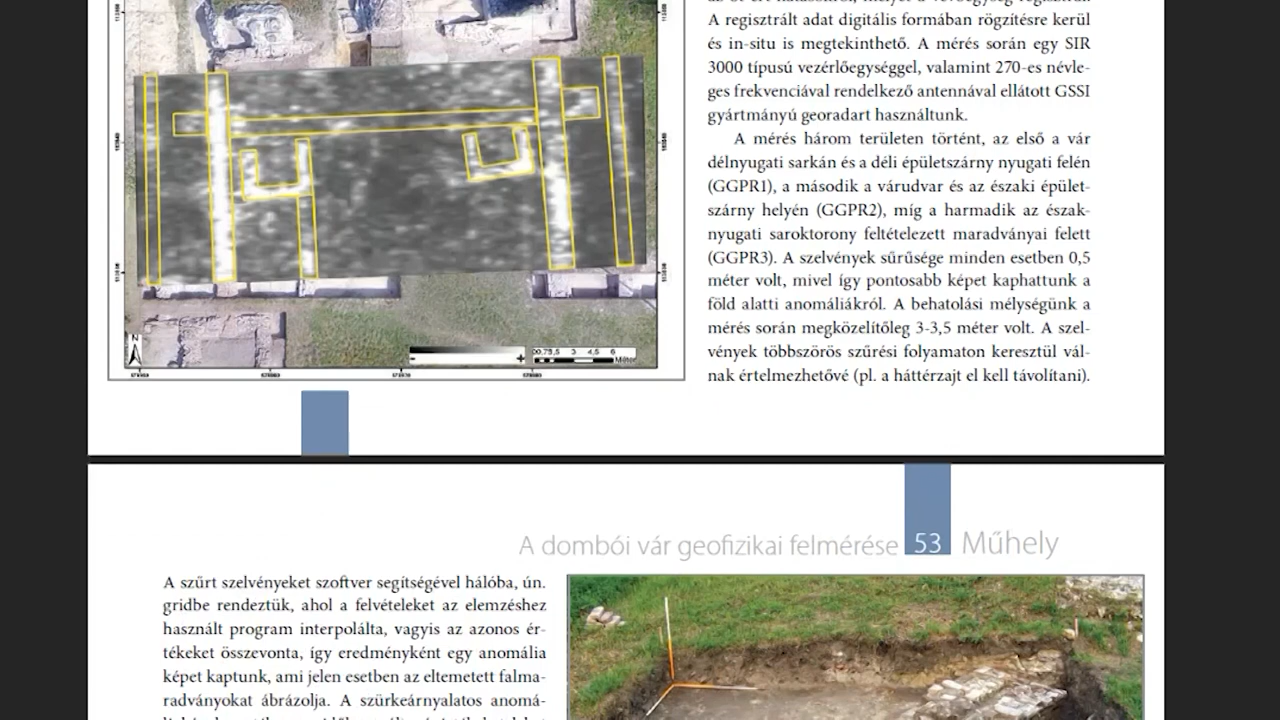 A regisztrált adat digitális formában rögzítésre kerül
és in-situ is megtekinthető. A mérés során egy SIR
3000 típusú vezérlőegységgel, valamint 270-es névle-
ges frekvenciával rendelkező antennával ellátott GSSI
gyártmányú georadart használtunk.
A mérés három területen történt, az első a vár
délnyugati sarkán és a déli épületszárny nyugati felén
(GGPR1), a második a várudvar és az északi épület-
szárny helyén (GGPR2), míg a harmadik az észak-
nyugati saroktorony feltételezett maradványai felett
(GGPR3). A szelvények sűrűsége minden esetben 0,5
méter volt, mivel így pontosabb képet kaphattunk a
föld alatti anomáliákról. A behatolási mélységünk a
mérés során megközelítőleg 3-3,5 méter volt. A szel-
vények többszörös szűrési folyamaton keresztül vál-
nak értelmezhetővé (pl. a háttérzajt el kell távolítani).
N
- +
3 4,5 6
Méter
A dombói vár geofizikai felmérése 53 Műhely
A szűrt szelvényeket szoftver segítségével hálóba, ún.
gridbe rendeztük, ahol a felvételeket az elemzéshez
használt program interpolálta, vagyis az azonos ér-
tékeket összevonta, így eredményként egy anomália
képet kaptunk, ami jelen esetben az eltemetett falma-
radványokat ábrázolja. A szürkeárnyalatos anomá-